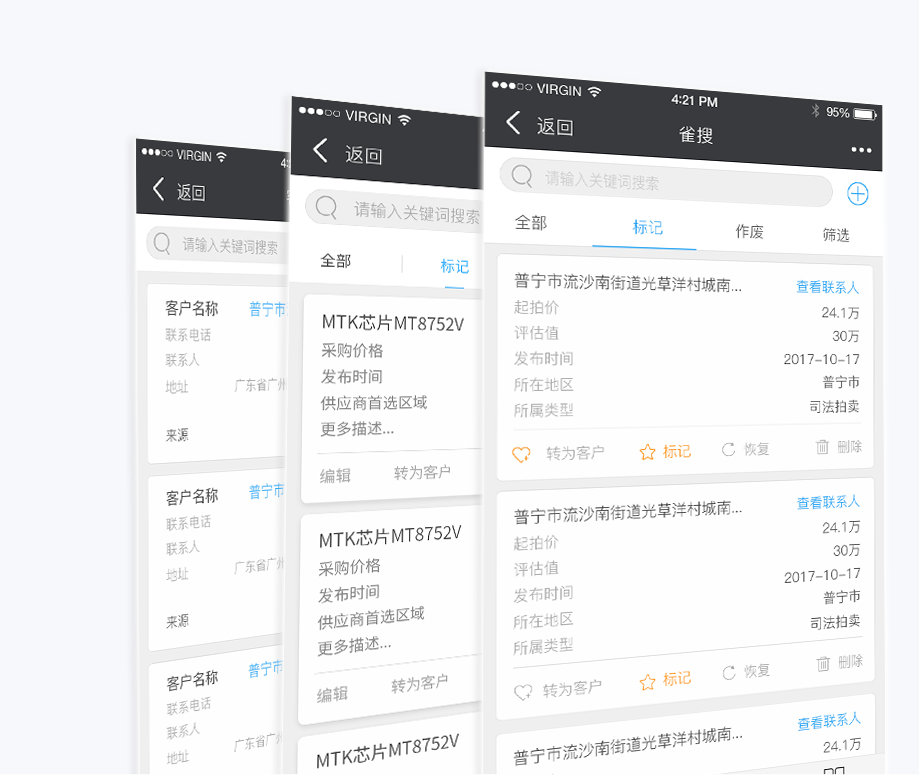 VIRGIN
4:
返回
请输入关键词搜索
客户名称 普宁市
联系电话
联系人
地址 广东省广州
来源
客户名称 普宁市
联系电话
联系人
地址 广东省广州
来源
客户名称 普宁市
联系电话
联系人
地址 广东省广州
VIRGIN
返回
请输入关键词搜索
全部 标记
MTK芯片MT8752V
采购价格
发布时间
供应商首选区域
更多描述...
编辑 转为客户
MTK芯片MT8752V
采购价格
发布时间
供应商首选区域
更多描述...
编辑 转为客户
MTK芯片MT8752V
VIRGIN 4:21 PM 95%
返回 雀搜
请输入关键词搜索
全部 标记 作废 筛选
普宁市流沙南街道光草洋村城南... 查看联系人
起拍价 24.1万
评估值 30万
发布时间 2017-10-17
所在地区 普宁市
所属类型 司法拍卖
转为客户 标记 恢复 删除
普宁市流沙南街道光草洋村城南... 查看联系人
起拍价 24.1万
评估值 30万
发布时间 2017-10-17
所在地区 普宁市
所属类型 司法拍卖
转为客户 标记 恢复 删除
普宁市流沙南街道光草洋村城南... 查看联系人
24.1万